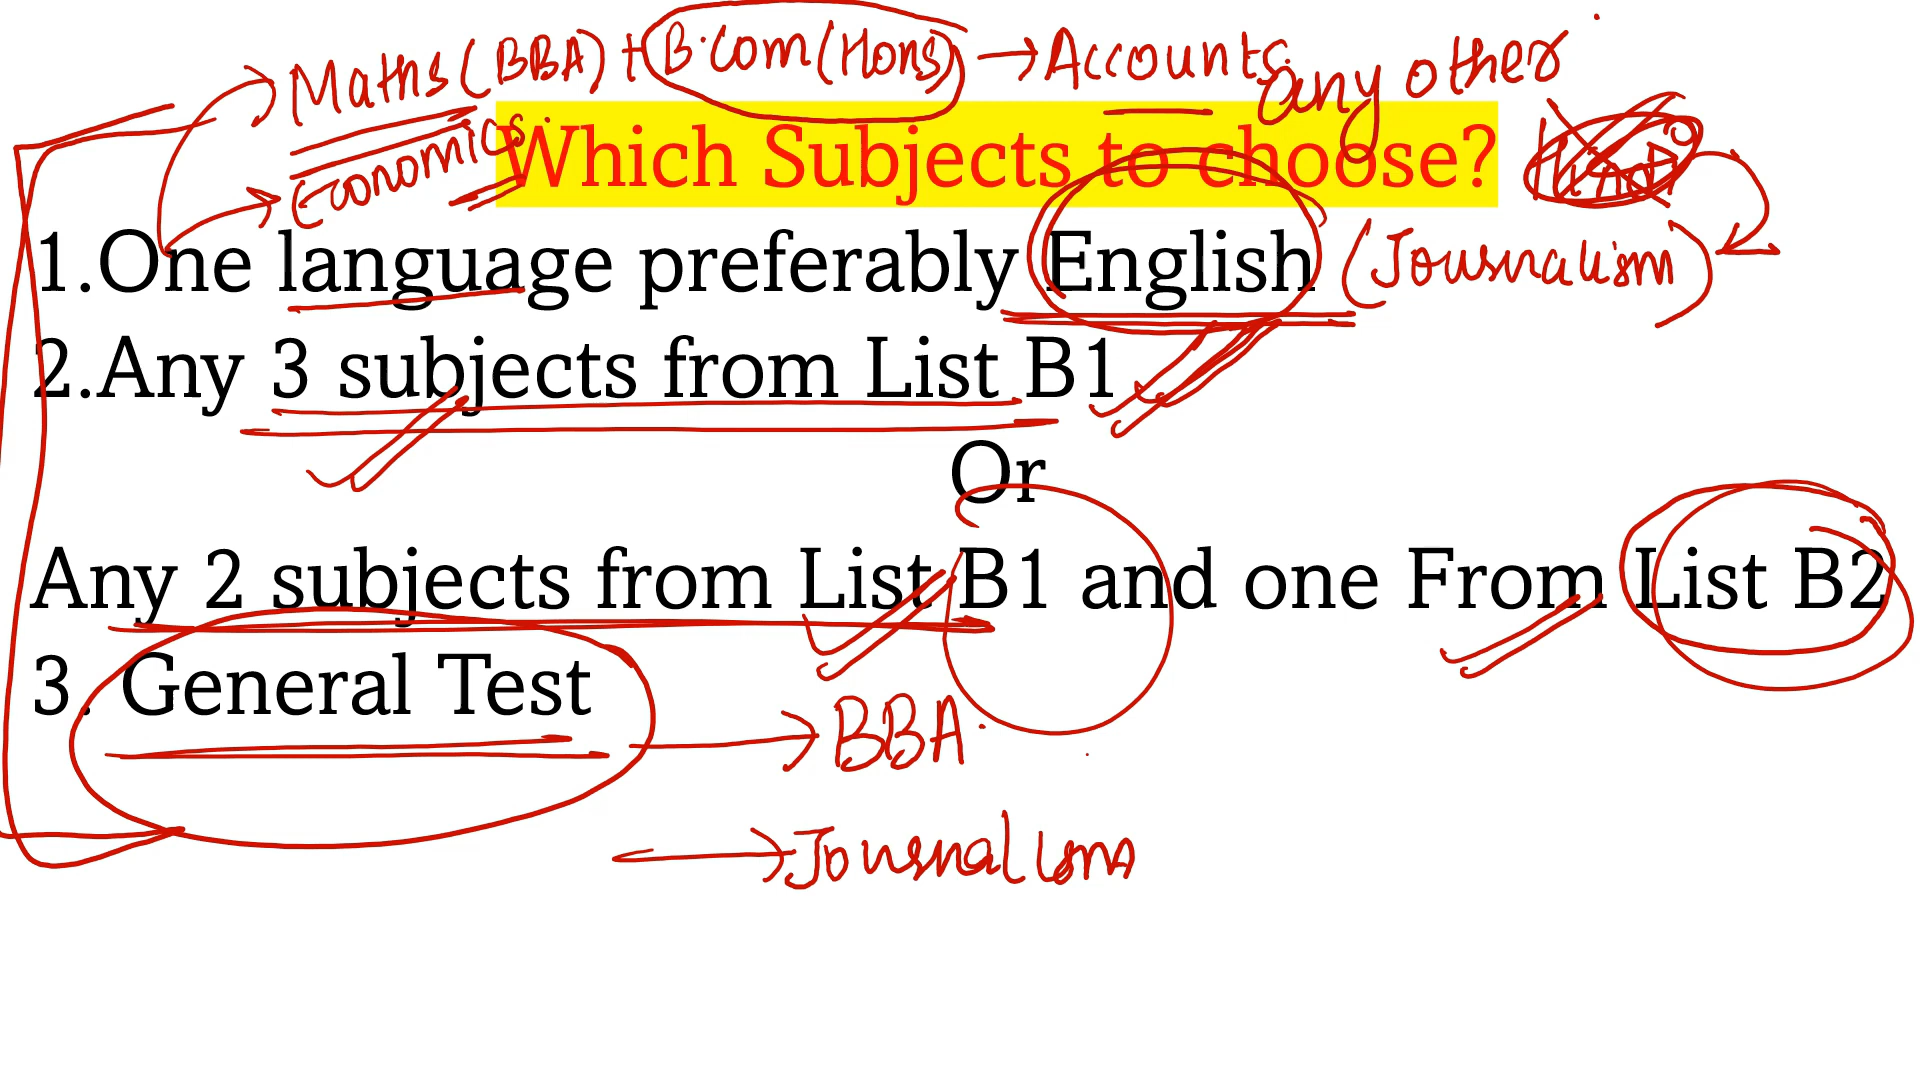 Maths (BBA) + B.Com (Hons) → Accounts. any other
Economics.
Which Subjects to choose?
1.One language preferably English (Journalism)
2.Any 3 subjects from List B1
Or
Any 2 subjects from List B1 and one From List B2
3. General Test
→ BBA.
→ Journalism